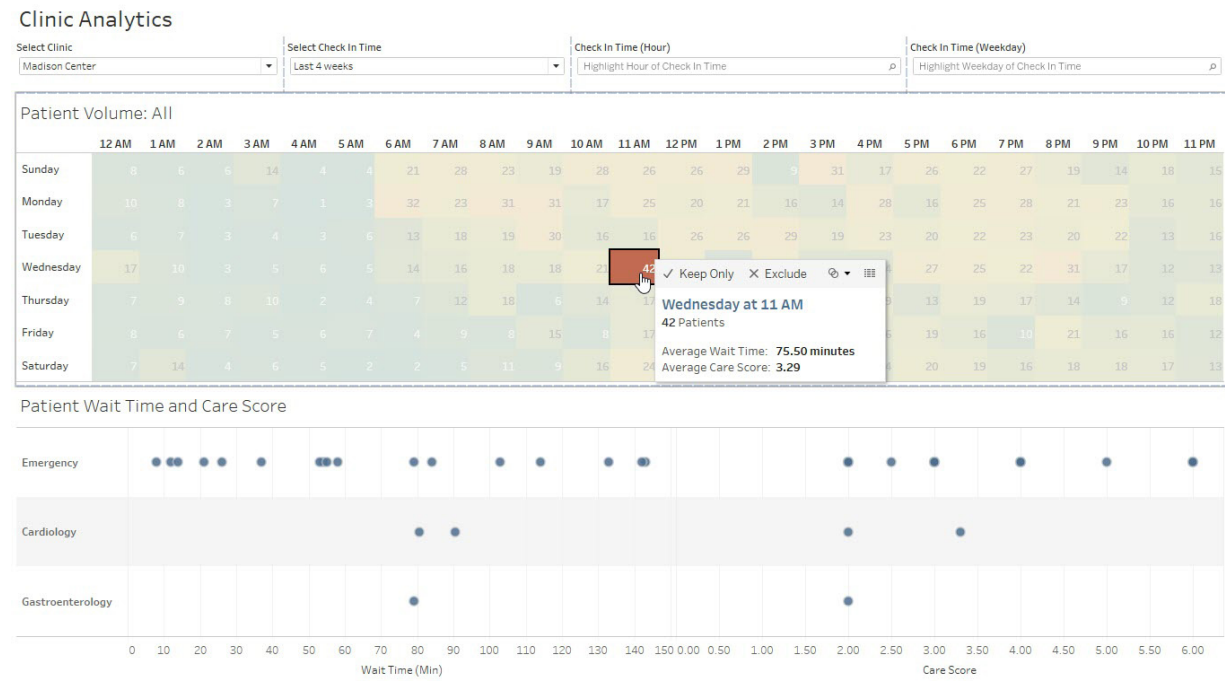 Clinic Analytics
Select Clinic Select Check In Time Check In Time (Hour) Check In Time (Weekday)
Madison Center Last 4 weeks Highlight Hour of Check In Time Highlight Weekday of Check In Time
Patient Volume: All
12 AM 1 AM 2 AM 3 AM 4 AM 5 AM 6 AM 7 AM 8 AM 9 AM 10 AM 11 AM 12 PM 1 PM 2 PM 3 PM 4 PM 5 PM 6 PM 7 PM 8 PM 9 PM 10 PM 11 PM
Sunday 8 6 6 14 4 4 21 28 23 19 28 26 26 29 9 31 17 26 22 27 19 14 18 15
Monday 10 8 3 7 1 3 32 23 31 31 17 25 20 21 16 14 28 16 25 28 21 23 16 16
Tuesday 6 7 3 4 3 6 13 18 19 30 16 16 26 26 29 19 23 20 22 23 20 22 13 16
Wednesday 17 10 3 5 6 5 14 16 18 18 21 42 27 25 22 31 17 12 13
Thursday 7 9 8 10 2 4 7 12 18 6 14 17 13 19 17 14 9 12 18
Friday 8 6 7 5 6 7 4 9 8 15 8 17 19 16 10 21 16 16 12
Saturday 7 14 4 6 5 2 2 5 11 9 16 24 20 19 16 18 18 17 13
Keep Only Exclude
Wednesday at 11 AM
42 Patients
Average Wait Time: 75.50 minutes
Average Care Score: 3.29
Patient Wait Time and Care Score
Emergency
Cardiology
Gastroenterology
0 10 20 30 40 50 60 70 80 90 100 110 120 130 140 150 0.00 0.50 1.00 1.50 2.00 2.50 3.00 3.50 4.00 4.50 5.00 5.50 6.00
Wait Time (Min) Care Score